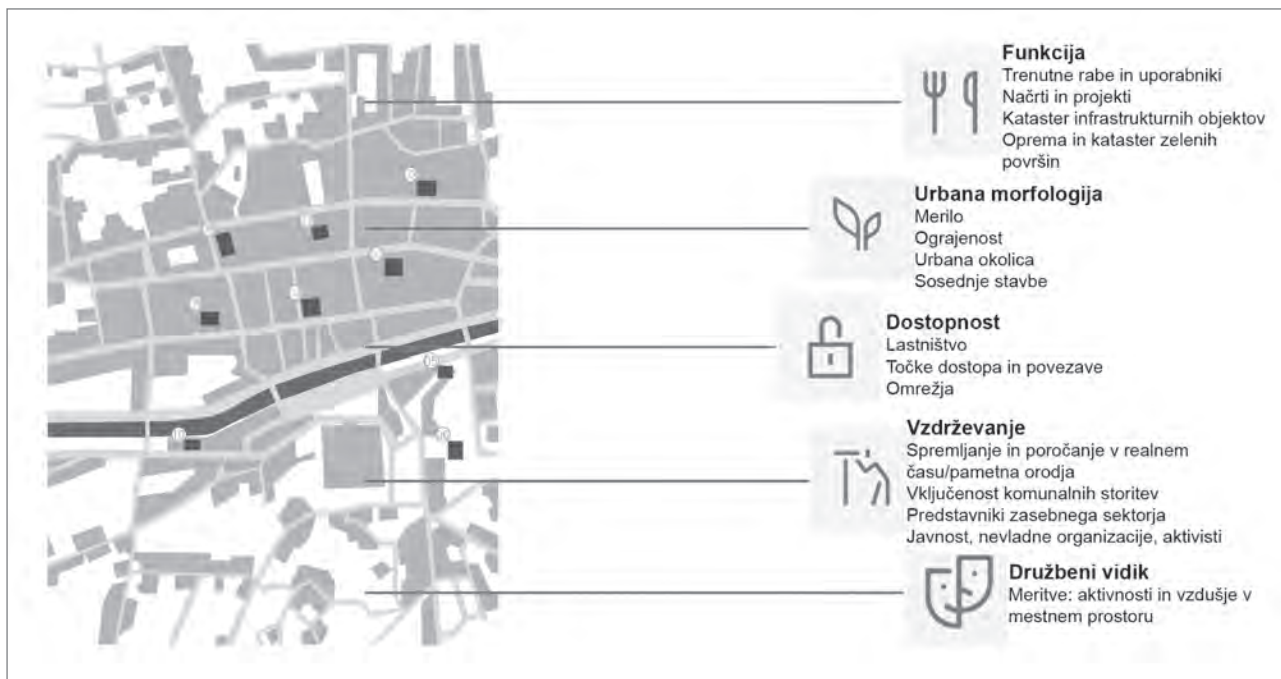 Funkcija
Trenutne rabe in uporabniki
Načrti in projekti
Kataster infrastrukturnih objektov
Oprema in kataster zelenih
površin
Urbana morfologija
Merilo
Ograjenost
Urbana okolica
Sosednje stavbe
Dostopnost
Lastništvo
Točke dostopa in povezave
Omrežja
Vzdrževanje
Spremljanje in poročanje v realnem
času/pametna orodja
Vključenost komunalnih storitev
Predstavniki zasebnega sektorja
Javnost, nevladne organizacije, aktivisti
Družbeni vidik
Meritve: aktivnosti in vzdušje v
mestnem prostoru